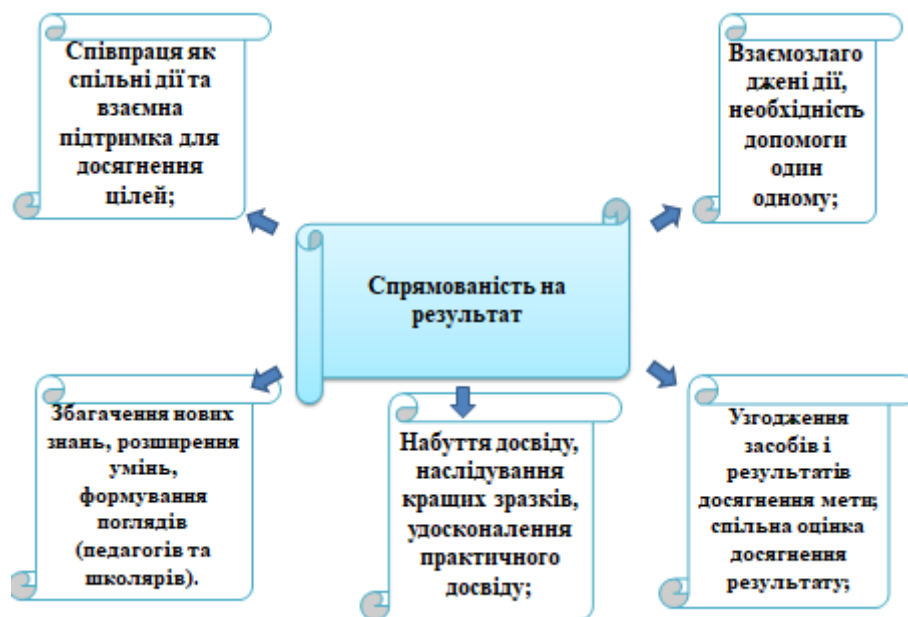 Співпраця як
спільні дії та
взаємна
підтримка для
досягнення
цілей;
Взаємозлаго
джені дії,
необхідність
допомоги
один
одному;
Спрямованість на
результат
Збагачення нових
знань, розширення
умінь,
формування
поглядів
(педагогів та
школярів).
Набуття досвіду,
наслідування
кращих зразків,
удосконалення
практичного
досвіду;
Узгодження
засобів і
результатів
досягнення мети;
спільна оцінка
досягнення
результату;